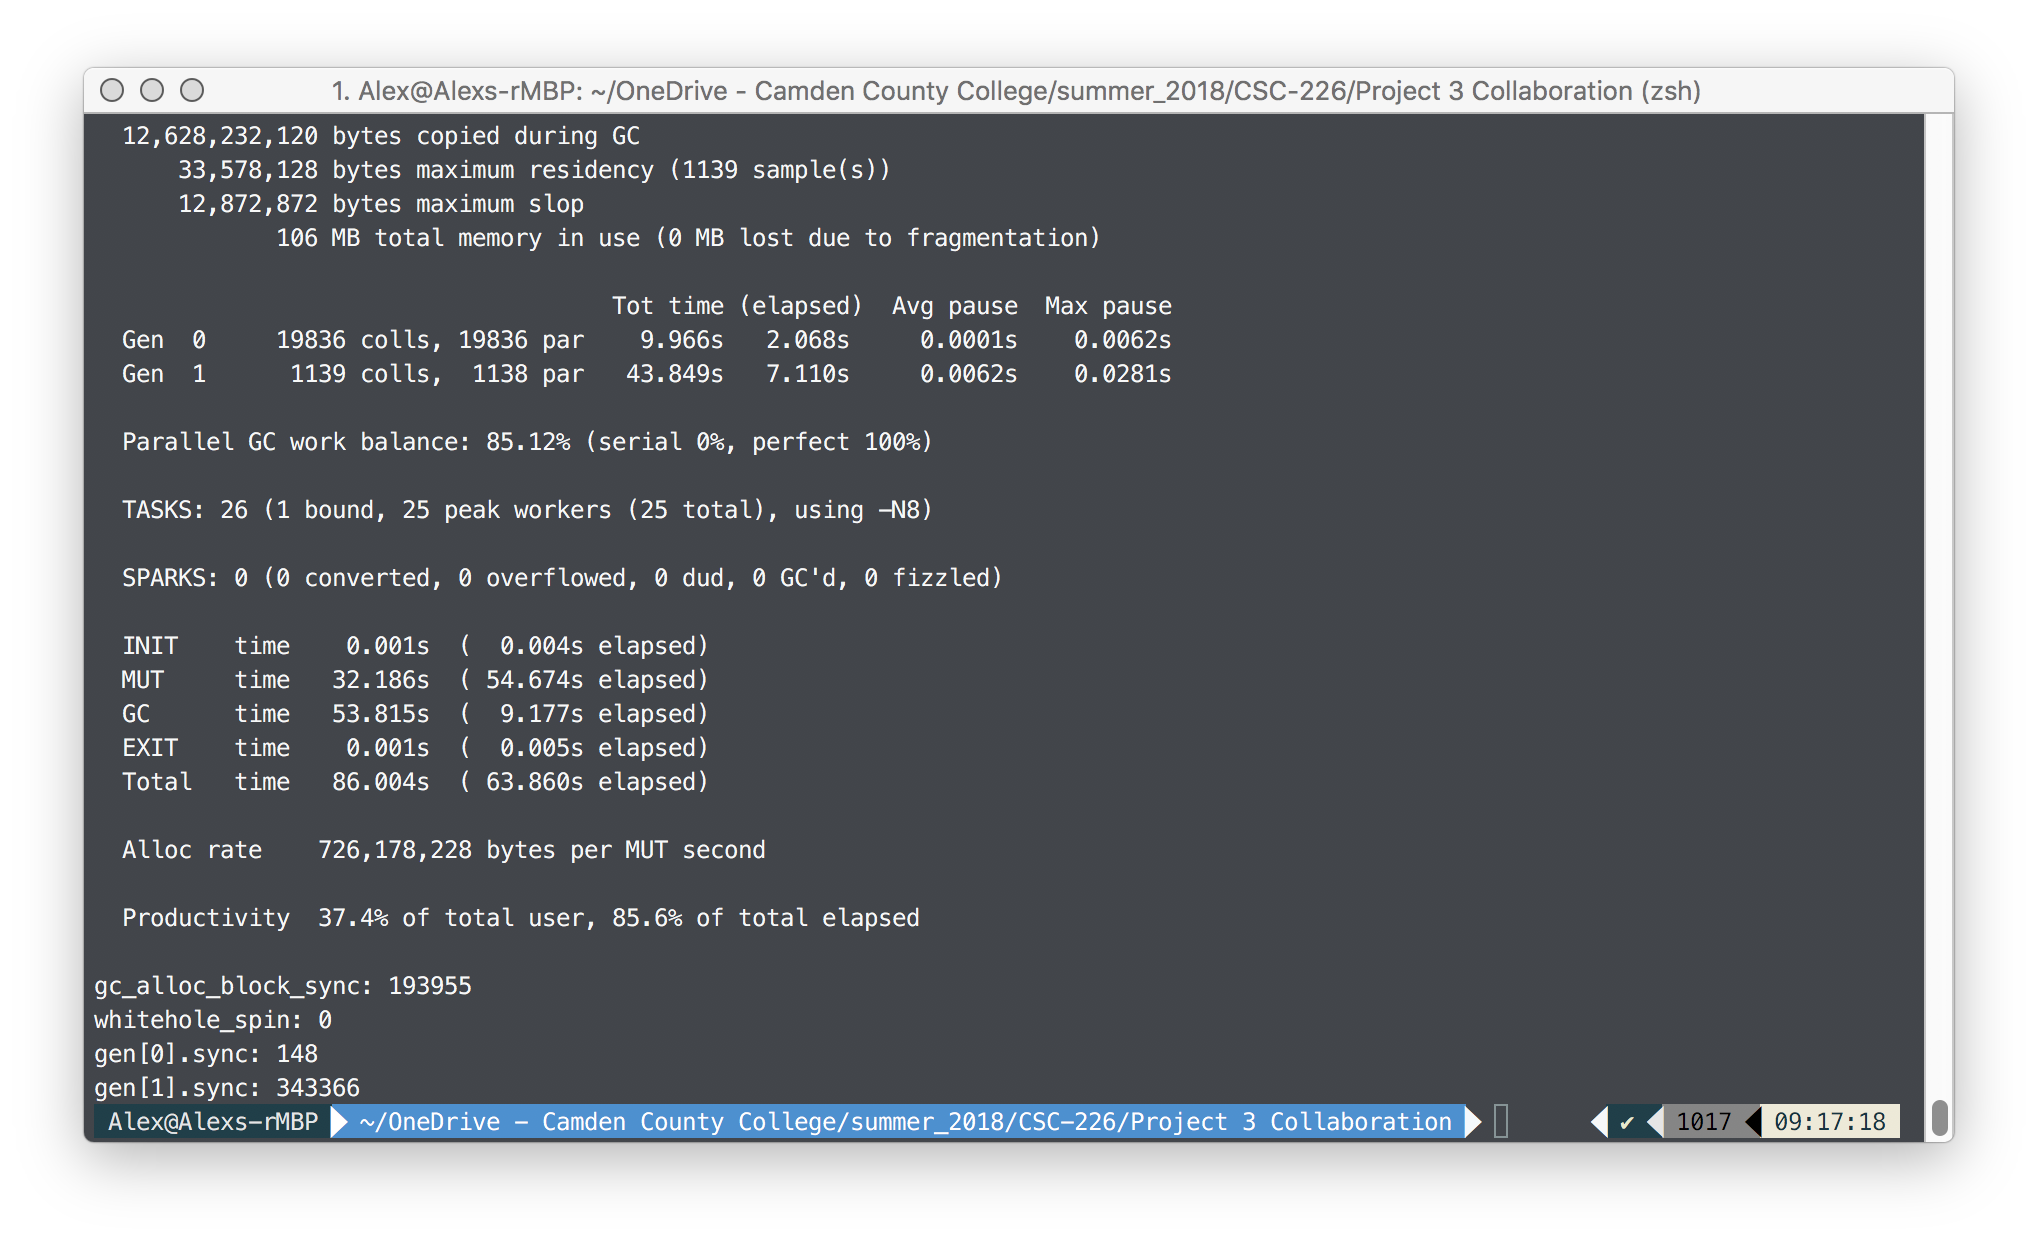 1. Alex@Alexs-rMBP: ~/OneDrive - Camden County College/summer_2018/CSC-226/Project 3 Collaboration (zsh)
12,628,232,120 bytes copied during GC
33,578,128 bytes maximum residency (1139 sample(s))
12,872,872 bytes maximum slop
106 MB total memory in use (0 MB lost due to fragmentation)
Tot time (elapsed)  Avg pause  Max pause
Gen  0      19836 colls, 19836 par    9.966s   2.068s     0.0001s    0.0062s
Gen  1       1139 colls,  1138 par   43.849s   7.110s     0.0062s    0.0281s
Parallel GC work balance: 85.12% (serial 0%, perfect 100%)
TASKS: 26 (1 bound, 25 peak workers (25 total), using -N8)
SPARKS: 0 (0 converted, 0 overflowed, 0 dud, 0 GC'd, 0 fizzled)
INIT    time    0.001s  (  0.004s elapsed)
MUT     time   32.186s  ( 54.674s elapsed)
GC      time   53.815s  (  9.177s elapsed)
EXIT    time    0.001s  (  0.005s elapsed)
Total   time   86.004s  ( 63.860s elapsed)
Alloc rate    726,178,228 bytes per MUT second
Productivity  37.4% of total user, 85.6% of total elapsed
gc_alloc_block_sync: 193955
whitehole_spin: 0
gen[0].sync: 148
gen[1].sync: 343366
Alex@Alexs-rMBP ~/OneDrive - Camden County College/summer_2018/CSC-226/Project 3 Collaboration ✔ 1017 09:17:18